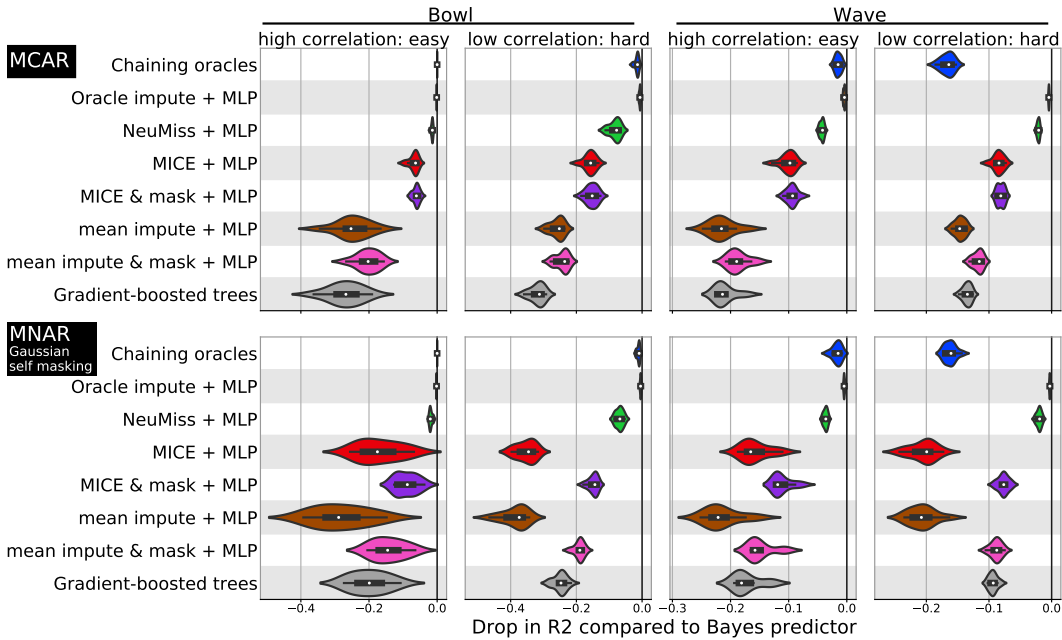 Bowl
Wave
high correlation: easy
low correlation: hard
high correlation: easy
low correlation: hard
MCAR
Chaining oracles
Oracle impute + MLP
NeuMiss + MLP
MICE + MLP
MICE & mask + MLP
mean impute + MLP
mean impute & mask + MLP
Gradient-boosted trees
MNAR
Gaussian
self masking
Chaining oracles
Oracle impute + MLP
NeuMiss + MLP
MICE + MLP
MICE & mask + MLP
mean impute + MLP
mean impute & mask + MLP
Gradient-boosted trees
−0.4 −0.2 0.0
−0.4 −0.2 0.0
−0.3 −0.2 −0.1 0.0
−0.2 −0.1 0.0
Drop in R2 compared to Bayes predictor